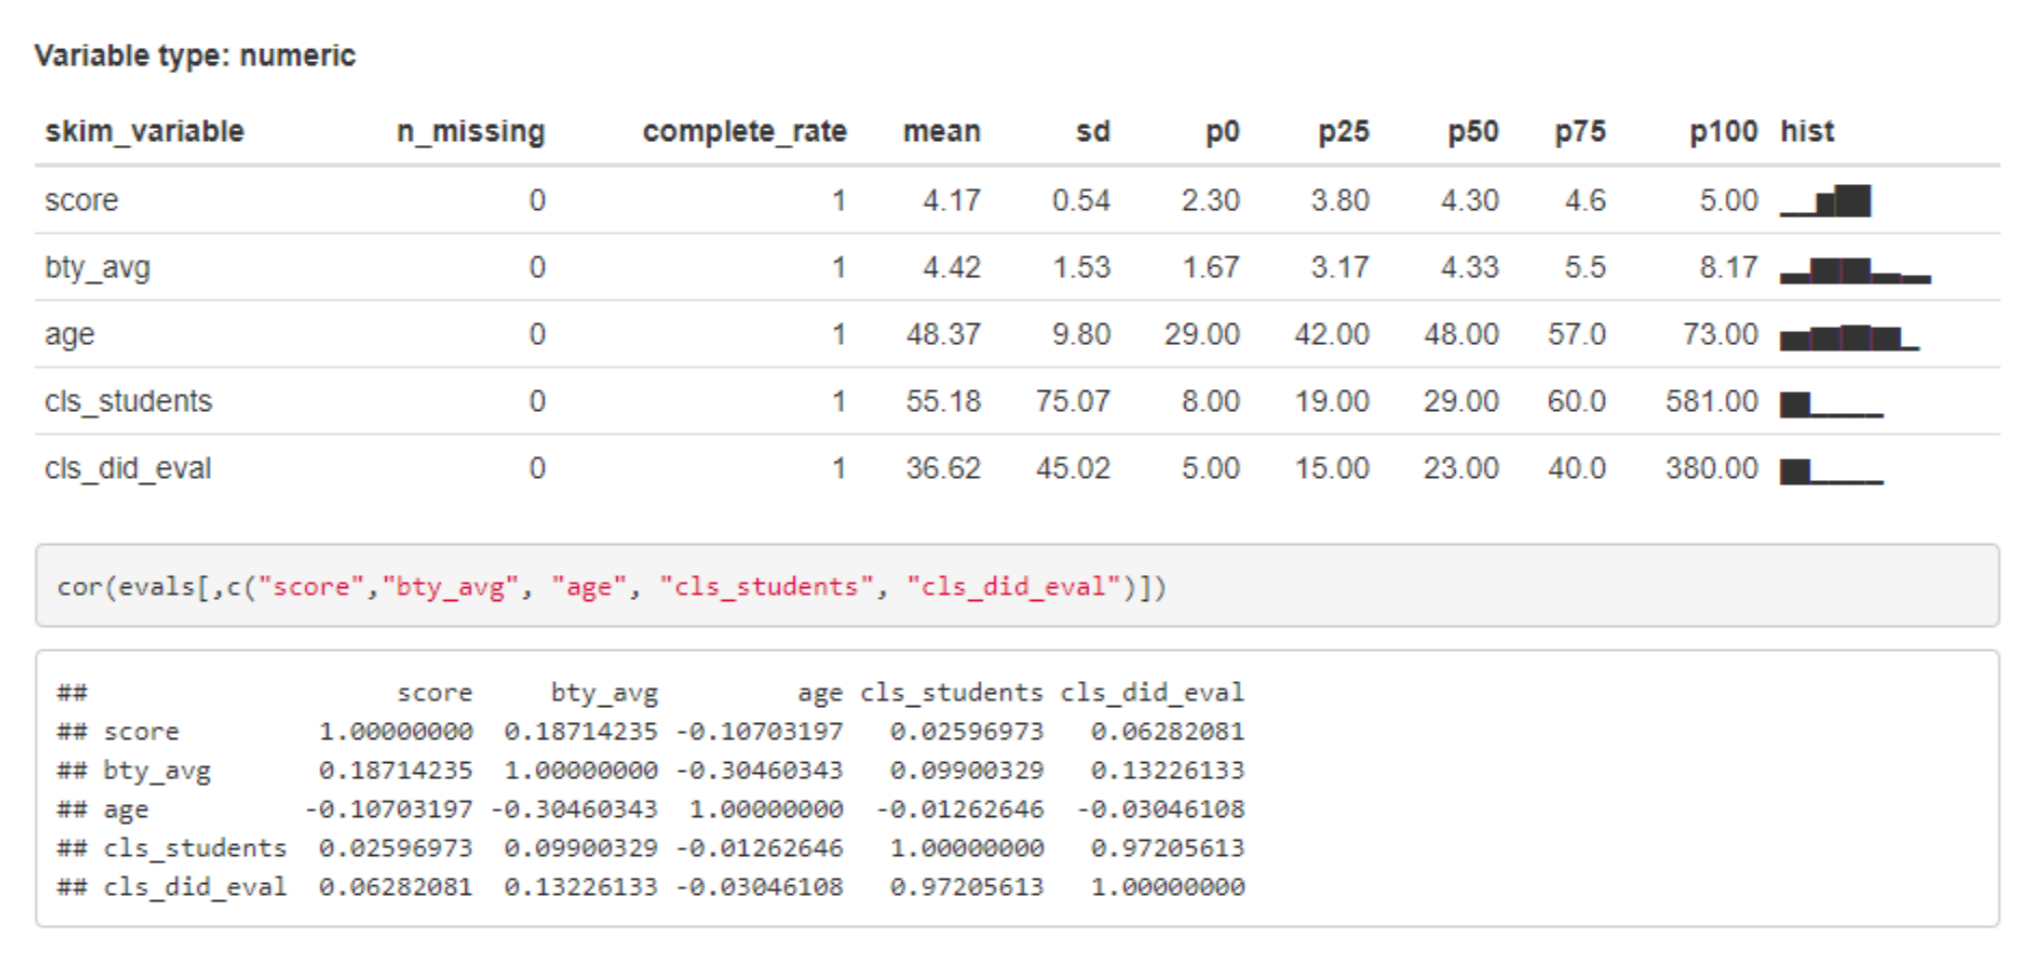 Variable type: numeric
skim_variable n_missing complete_rate mean sd p0 p25 p50 p75 p100 hist
score 0 1 4.17 0.54 2.30 3.80 4.30 4.6 5.00
bty_avg 0 1 4.42 1.53 1.67 3.17 4.33 5.5 8.17
age 0 1 48.37 9.80 29.00 42.00 48.00 57.0 73.00
cls_students 0 1 55.18 75.07 8.00 19.00 29.00 60.0 581.00
cls_did_eval 0 1 36.62 45.02 5.00 15.00 23.00 40.0 380.00
cor(evals[,c("score","bty_avg", "age", "cls_students", "cls_did_eval")])
## score bty_avg age cls_students cls_did_eval
## score 1.00000000 0.18714235 -0.10703197 0.02596973 0.06282081
## bty_avg 0.18714235 1.00000000 -0.30460343 0.09900329 0.13226133
## age -0.10703197 -0.30460343 1.00000000 -0.01262646 -0.03046108
## cls_students 0.02596973 0.09900329 -0.01262646 1.00000000 0.97205613
## cls_did_eval 0.06282081 0.13226133 -0.03046108 0.97205613 1.00000000